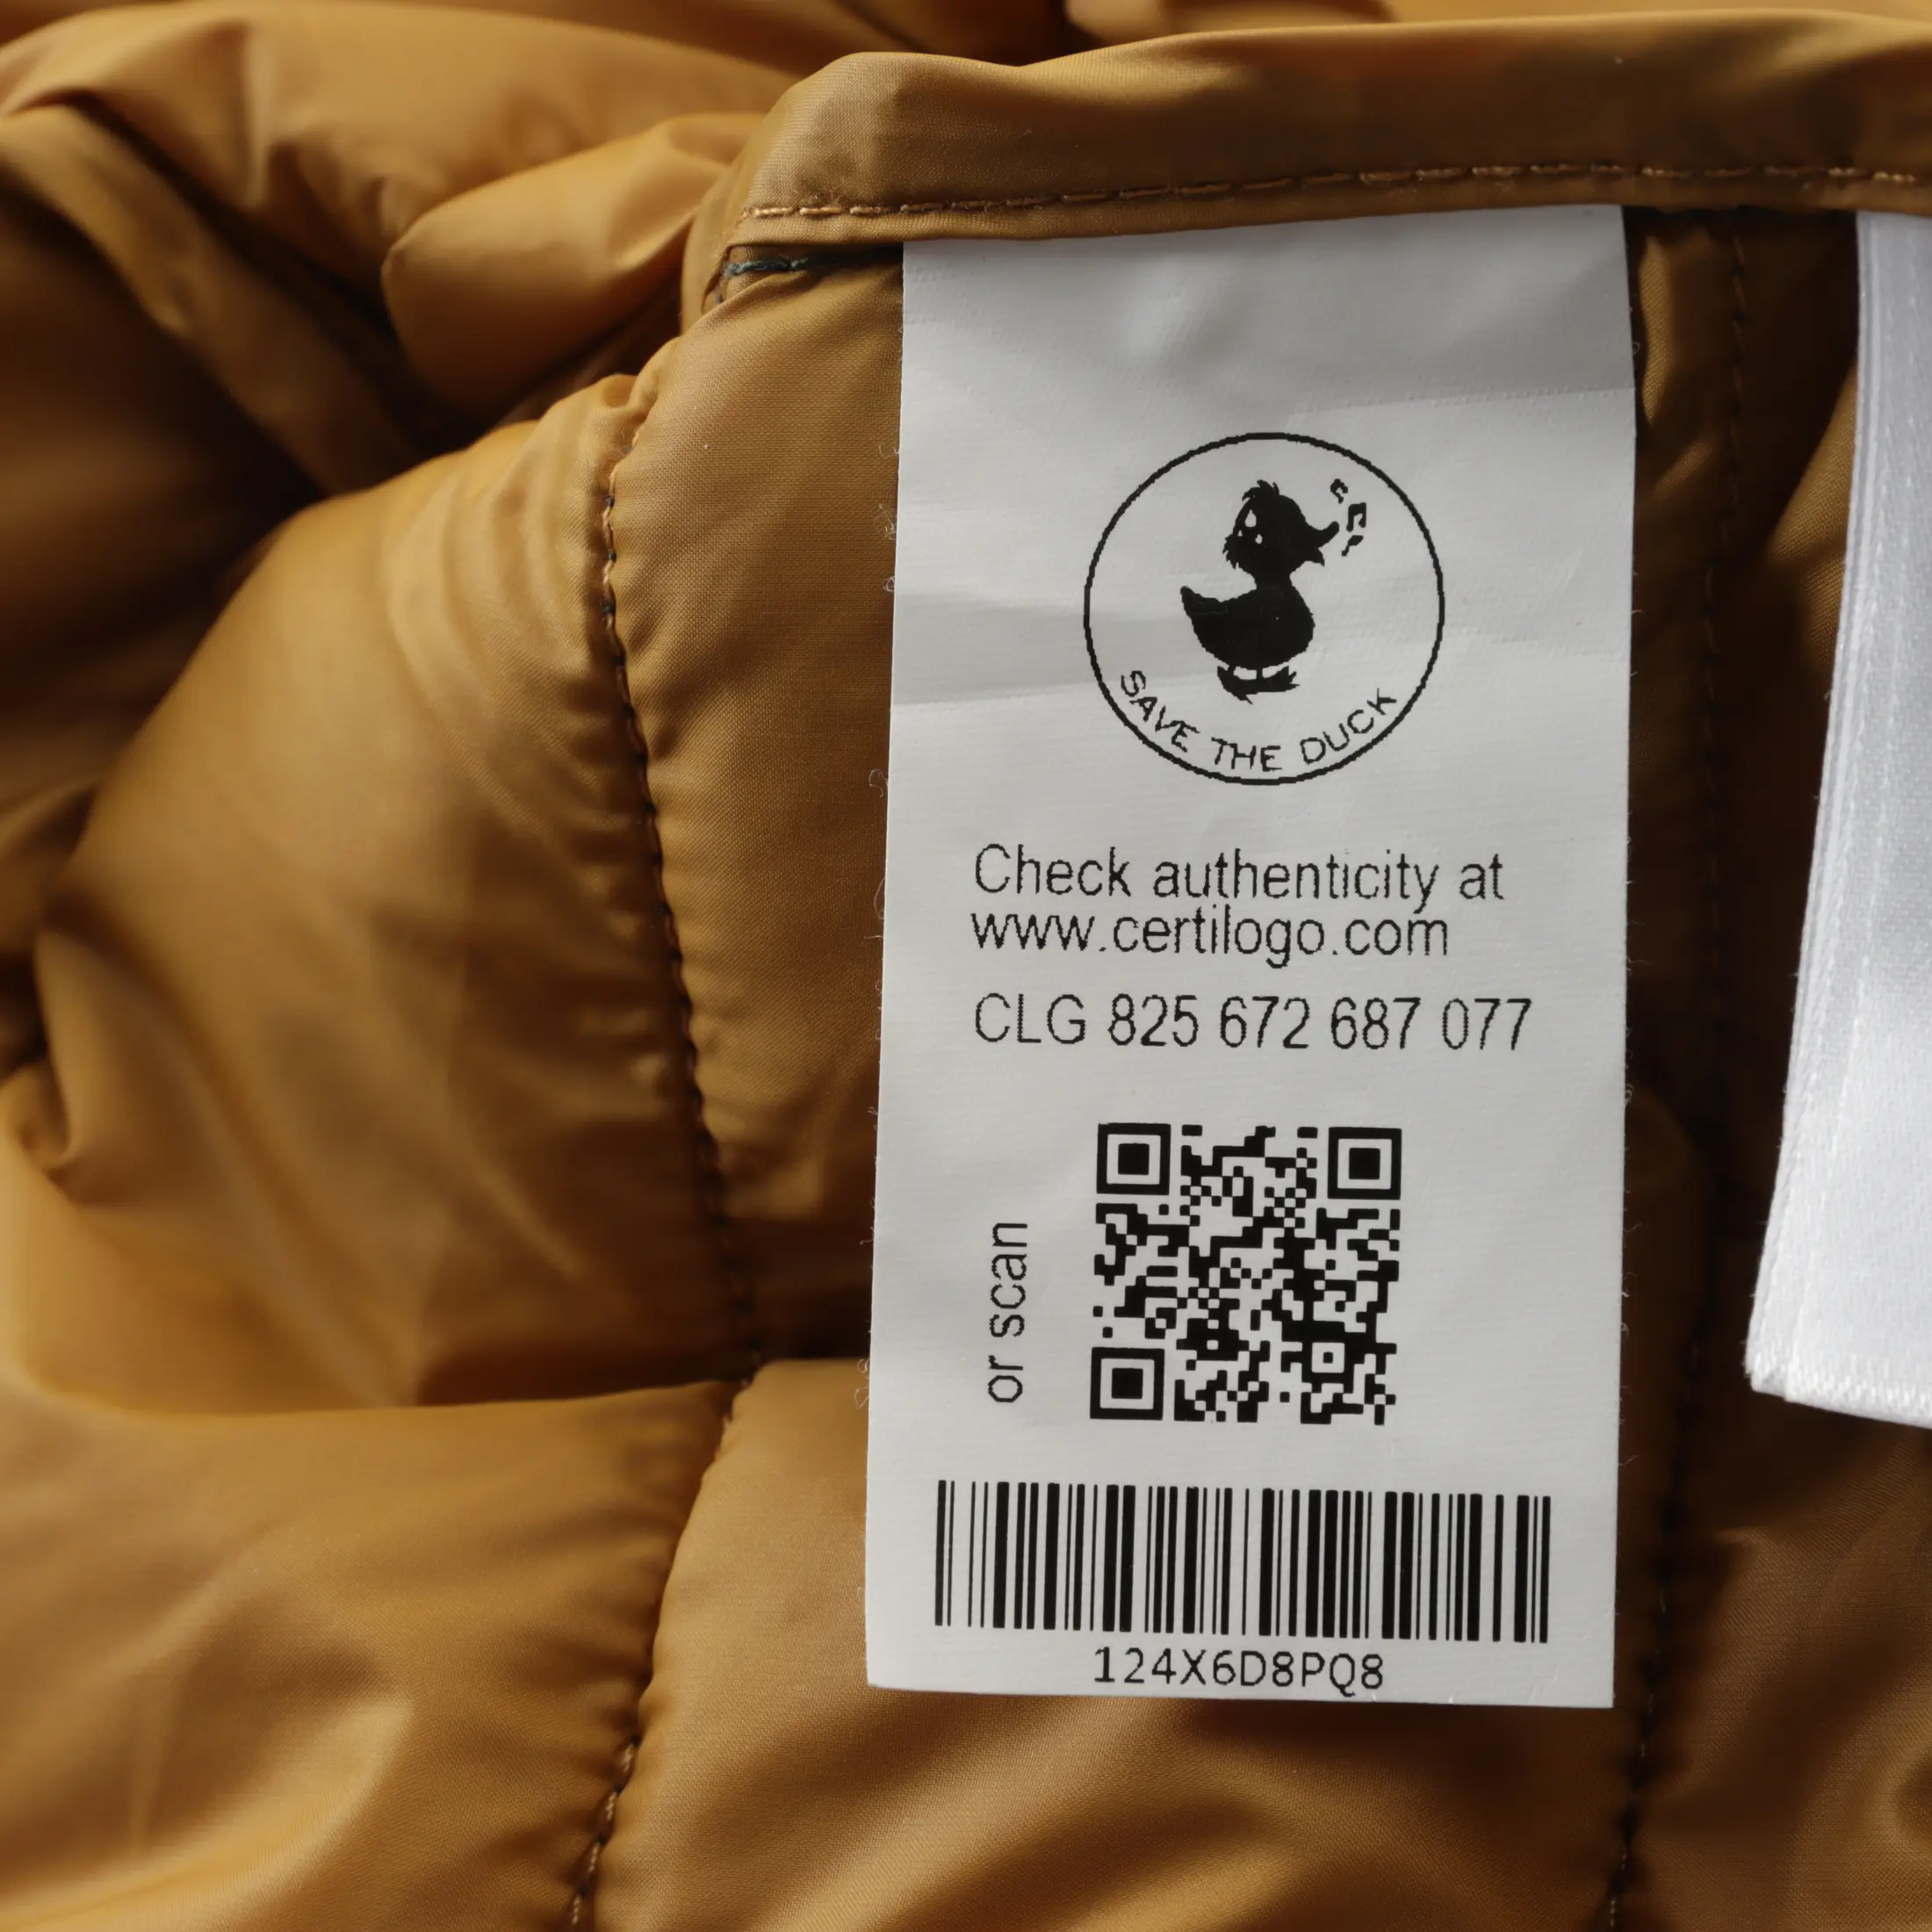 SAVE THE DUCK
Check authenticity at
www.certilogo.com
CLG 825 672 687 077
or scan
124X6D8PQ8